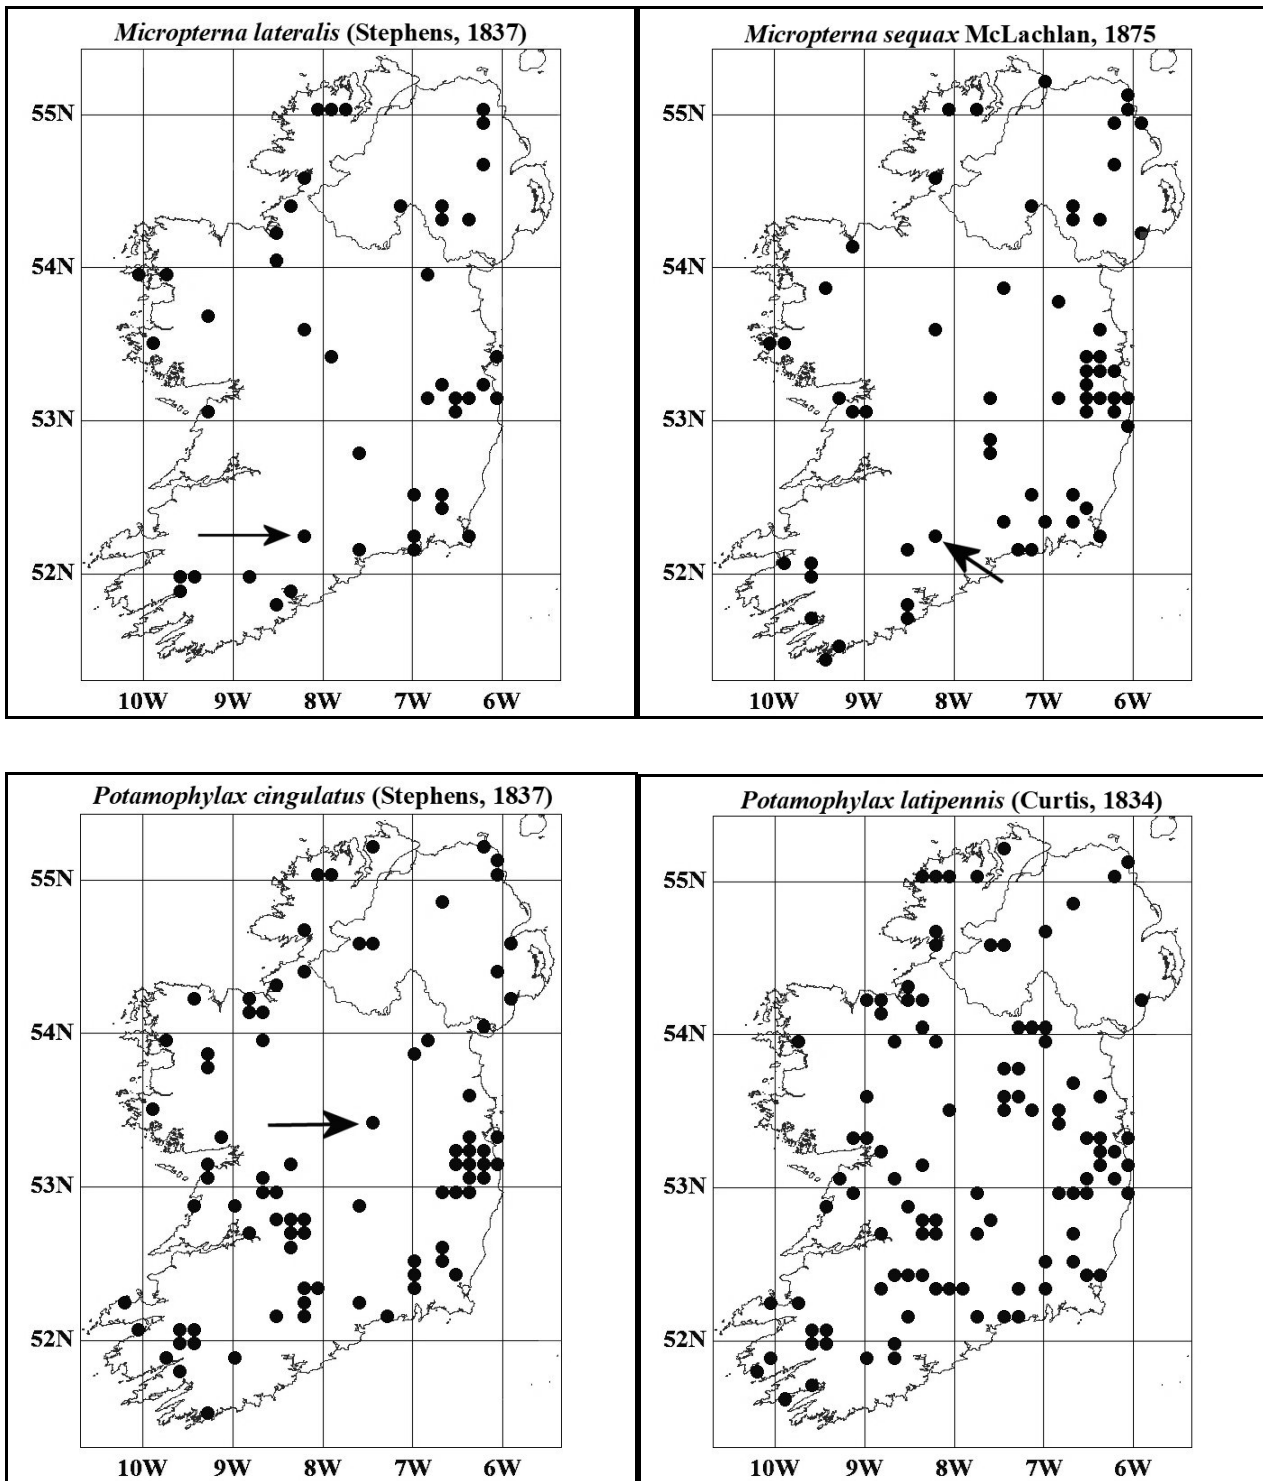 Micropterna lateralis (Stephens, 1837)
55N
54N
53N
52N
10W 9W 8W 7W 6W
Micropterna sequax McLachlan, 1875
55N
54N
53N
52N
10W 9W 8W 7W 6W
Potamophylax cingulatus (Stephens, 1837)
55N
54N
53N
52N
10W 9W 8W 7W 6W
Potamophylax latipennis (Curtis, 1834)
55N
54N
53N
52N
10W 9W 8W 7W 6W